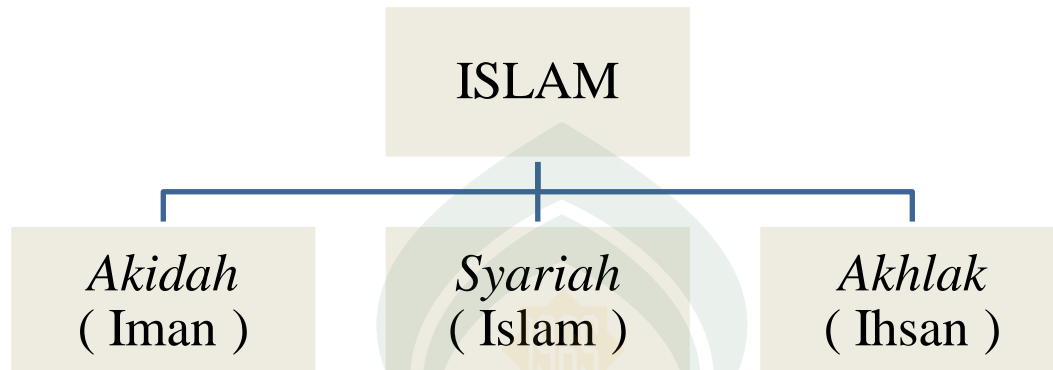 ISLAM
Akidah
( Iman )
Syariah
( Islam )
Akhlak
( Ihsan )